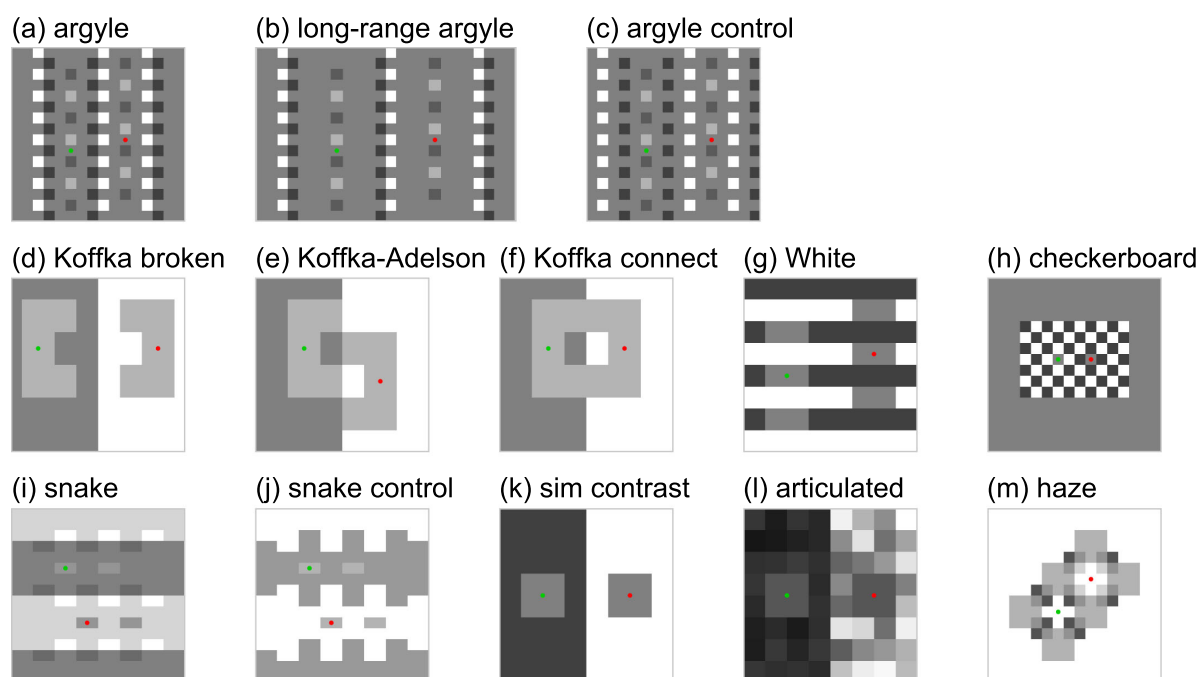 (a) argyle
(b) long-range argyle
(c) argyle control
(d) Koffka broken
(e) Koffka-Adelson
(f) Koffka connect
(g) White
(h) checkerboard
(i) snake
(j) snake control
(k) sim contrast
(l) articulated
(m) haze